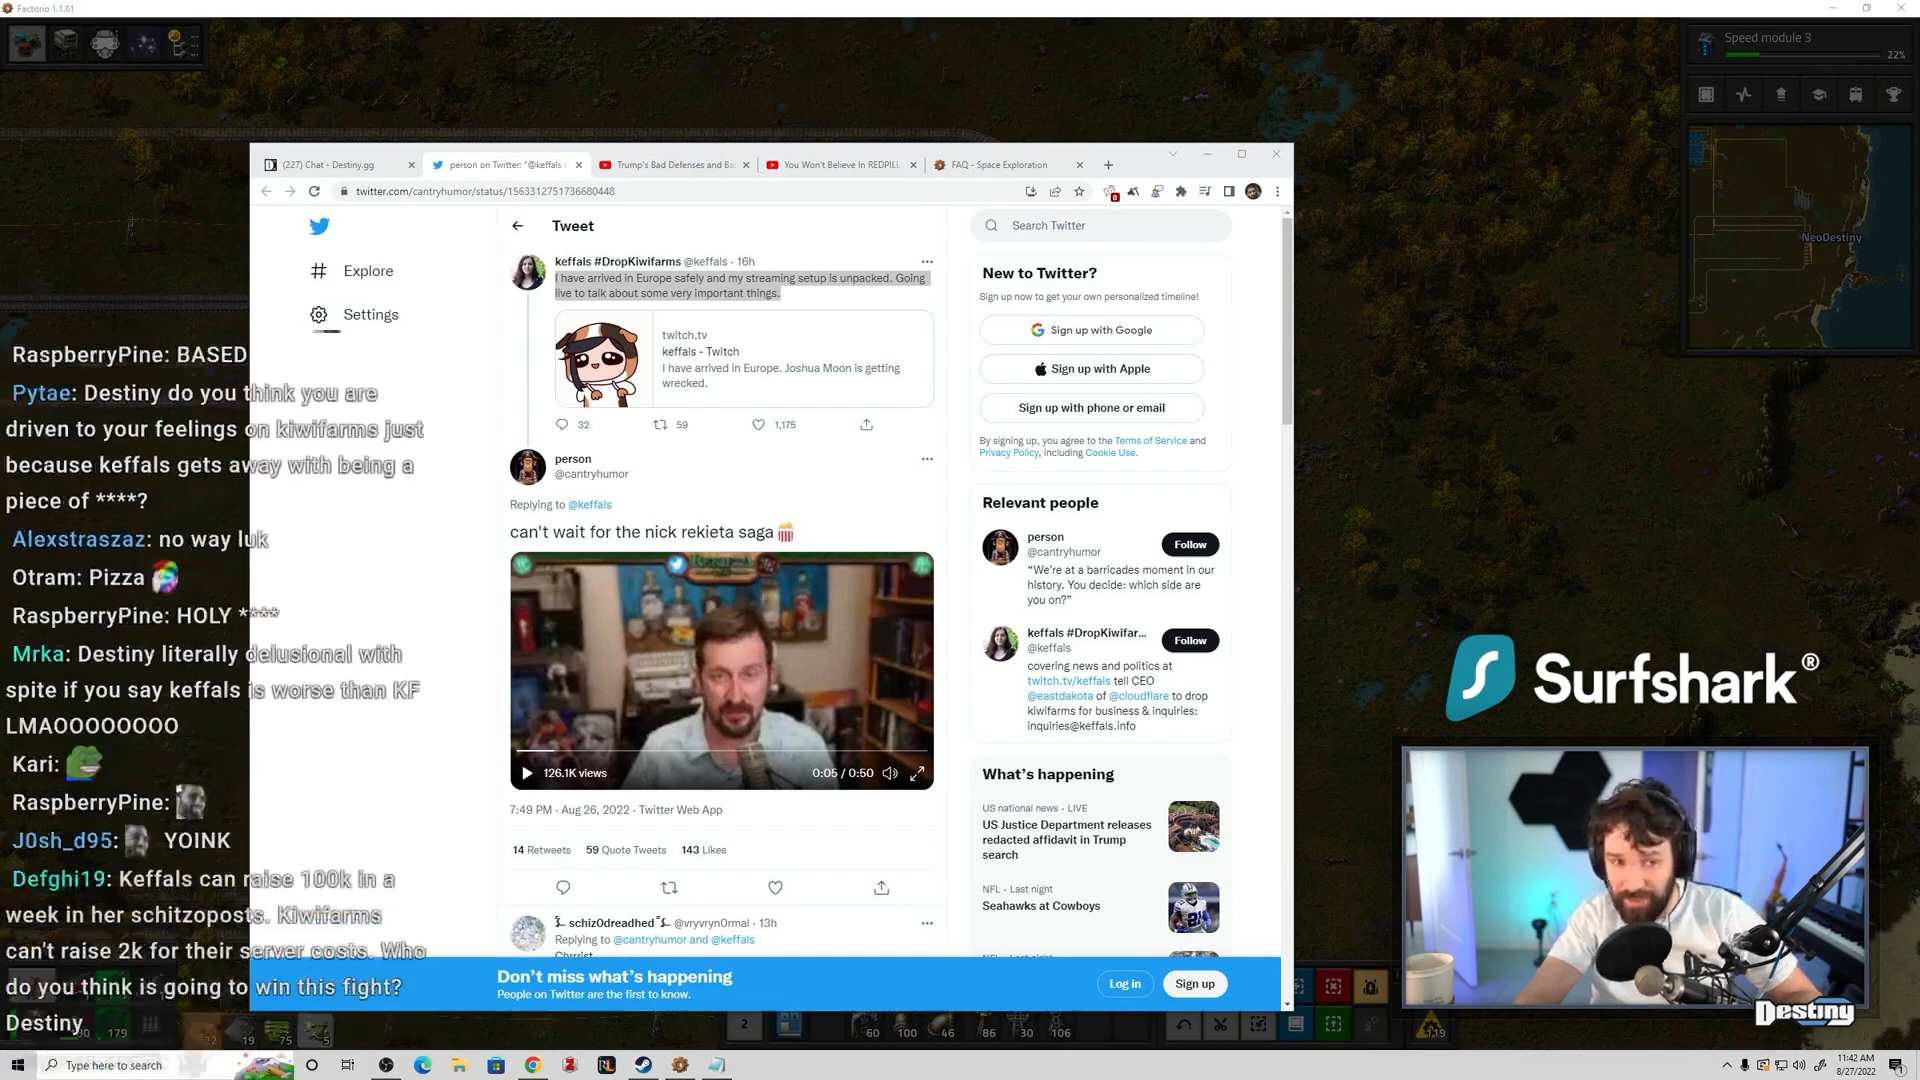 Factorio 1.1.61
Speed module 3
22%
NeoDestiny
(227) Chat - Destiny.gg
person on Twitter: "@keffals c
Trump's Bad Defenses and Ba
You Won't Believe In REDPILL
FAQ - Space Exploration
twitter.com/cantryhumor/status/1563312751736680448
0
Explore
Settings
Tweet
keffals #DropKiwifarms @keffals · 16h
I have arrived in Europe safely and my streaming setup is unpacked. Going
live to talk about some very important things.
twitch.tv
keffals - Twitch
I have arrived in Europe. Joshua Moon is getting
wrecked.
32
59
1,175
person
@cantryhumor
Replying to @keffals
can't wait for the nick rekieta saga
126.1K views
0:05 / 0:50
7:49 PM · Aug 26, 2022 · Twitter Web App
14 Retweets 59 Quote Tweets 143 Likes
schiz0dreadhed @vryvryn0rmal · 13h
Replying to @cantryhumor and @keffals
Chrrrist
Search Twitter
New to Twitter?
Sign up now to get your own personalized timeline!
Sign up with Google
Sign up with Apple
Sign up with phone or email
By signing up, you agree to the Terms of Service and
Privacy Policy, including Cookie Use.
Relevant people
person
@cantryhumor
Follow
“We’re at a barricades moment in our
history. You decide: which side are
you on?”
keffals #DropKiwifar...
@keffals
Follow
covering news and politics at
twitch.tv/keffals tell CEO
@eastdakota of @cloudflare to drop
kiwifarms for business & inquiries:
inquiries@keffals.info
What’s happening
US national news · LIVE
US Justice Department releases
redacted affidavit in Trump
search
NFL · Last night
Seahawks at Cowboys
Don’t miss what’s happening
People on Twitter are the first to know.
Log in
Sign up
RaspberryPine: BASED
Pytae: Destiny do you think you are
driven to your feelings on kiwifarms just
because keffals gets away with being a
piece of ****?
Alexstraszaz: no way luk
Otram: Pizza
RaspberryPine: HOLY ****
Mrka: Destiny literally delusional with
spite if you say keffals is worse than KF
LMAOOOOOOOO
Kari:
RaspberryPine:
J0sh_d95: YOINK
Defghi19: Keffals can raise 100k in a
week in her schitzoposts. Kiwifarms
can't raise 2k for their server costs. Who
do you think is going to win this fight?
Destiny
Surfshark®
Destiny
179
19
75
5
2
60
100
46
86
30
106
119
Type here to search
11:42 AM
8/27/2022